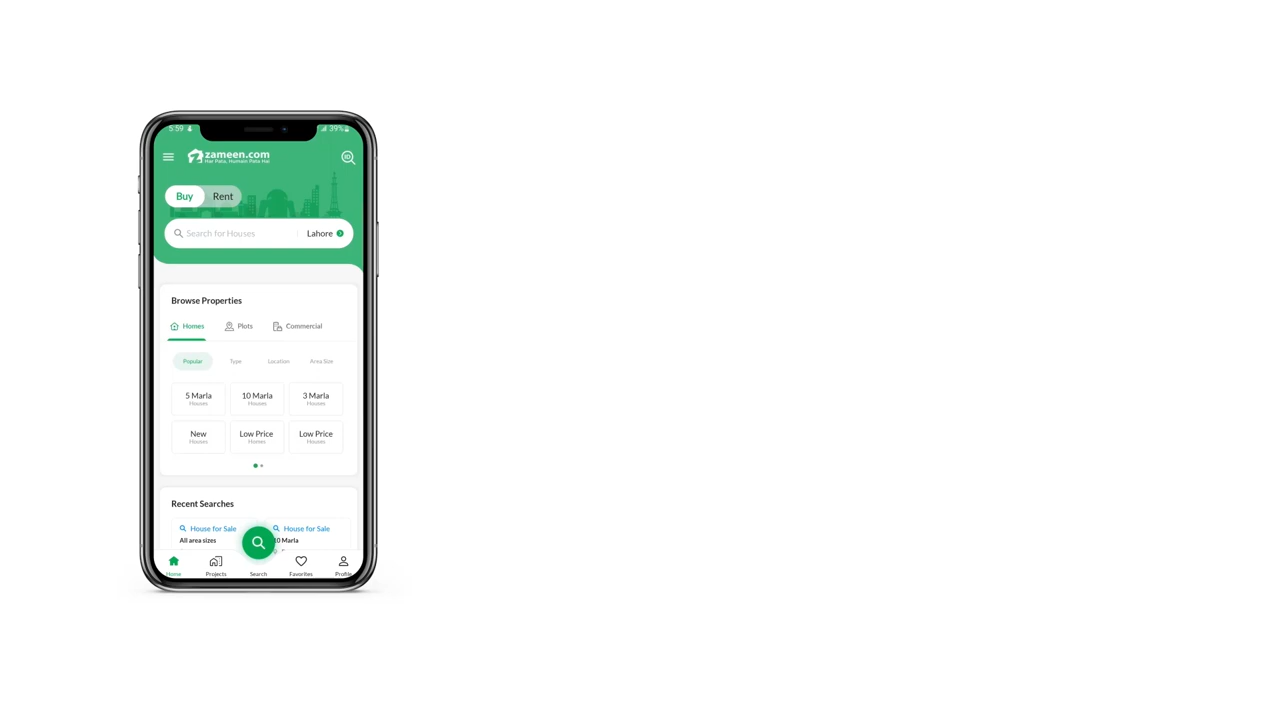 5:59 39%
zameen.com
Har Pata, Humein Pata Hai
ID
Buy Rent
Search for Houses Lahore
Browse Properties
Homes Plots Commercial
Popular Type Location Area Size
5 Marla 10 Marla 3 Marla
Houses Houses Houses
New Low Price Low Price
Houses Homes Houses
Recent Searches
House for Sale House for Sale
All area sizes 10 Marla
Home Projects Search Favorites Profile